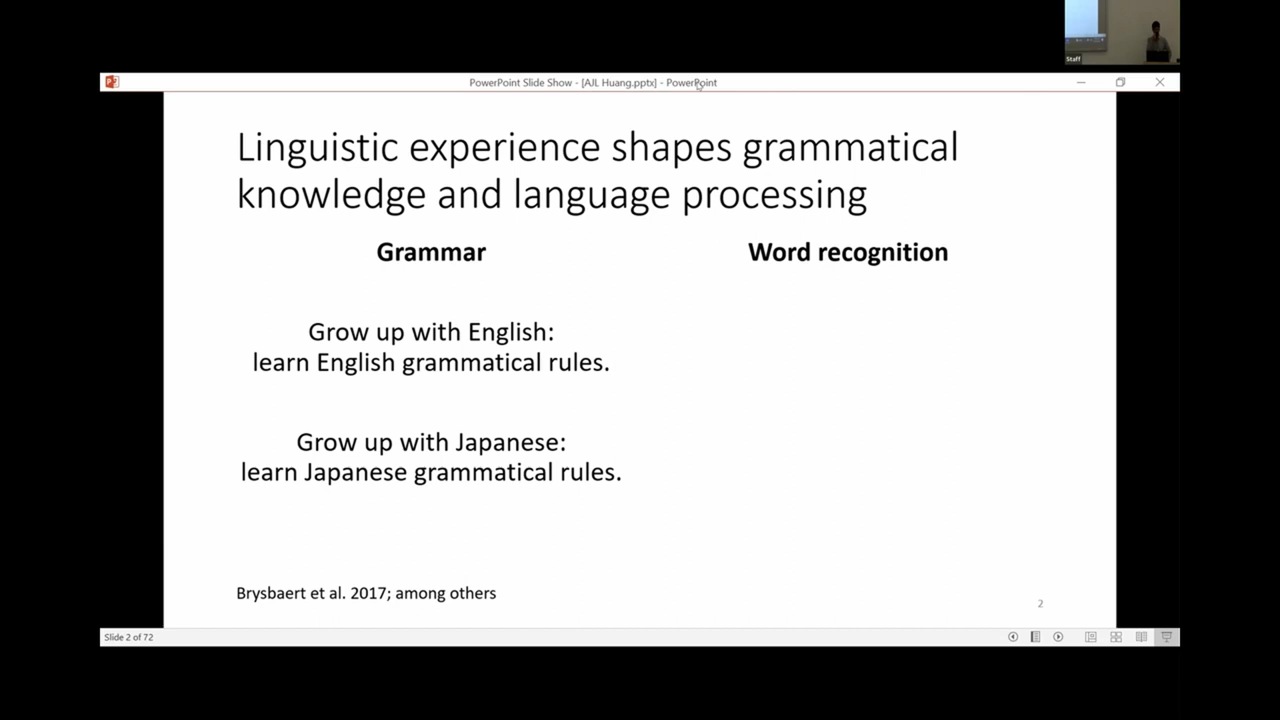 Staff
PowerPoint Slide Show - [AJL Huang.pptx] - PowerPoint
Linguistic experience shapes grammatical
knowledge and language processing
Grammar
Word recognition
Grow up with English:
learn English grammatical rules.
Grow up with Japanese:
learn Japanese grammatical rules.
Brysbaert et al. 2017; among others
2
Slide 2 of 72